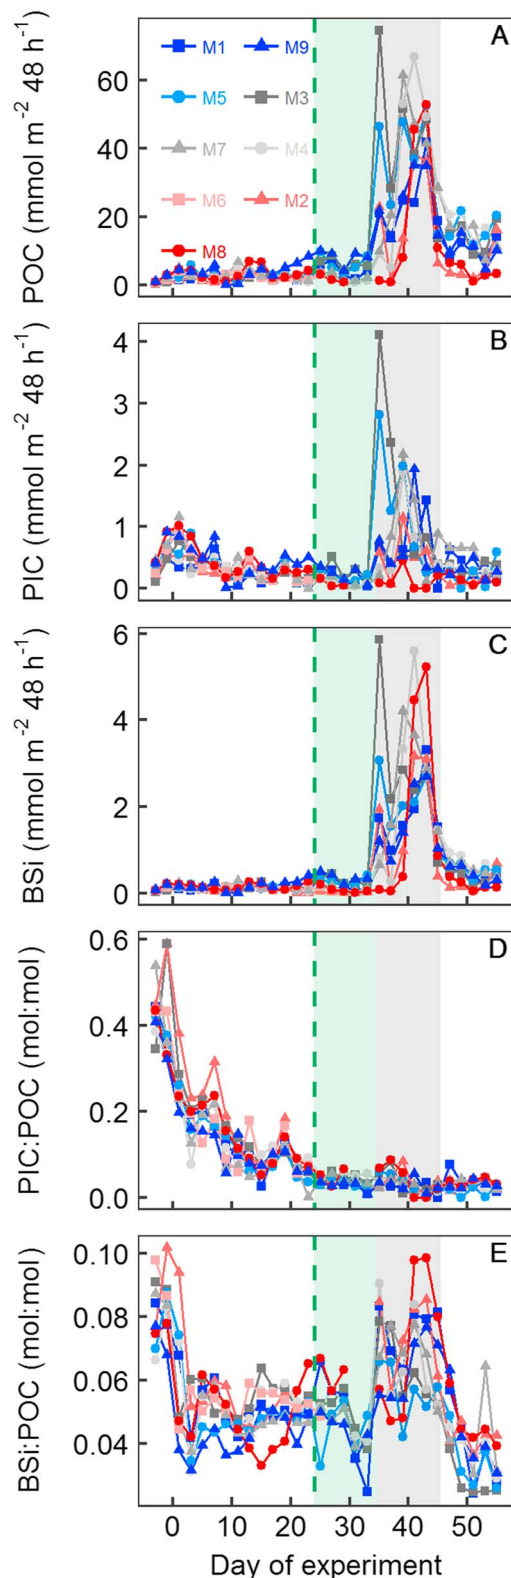 A
M1 M9
M5 M3
M7 M4
M6 M2
M8
POC (mmol m⁻² 48 h⁻¹)
60
40
20
0
B
PIC (mmol m⁻² 48 h⁻¹)
4
3
2
1
0
C
BSi (mmol m⁻² 48 h⁻¹)
6
4
2
0
D
PIC:POC (mol:mol)
0.6
0.4
0.2
0.0
E
BSi:POC (mol:mol)
0.10
0.08
0.06
0.04
0 10 20 30 40 50
Day of experiment